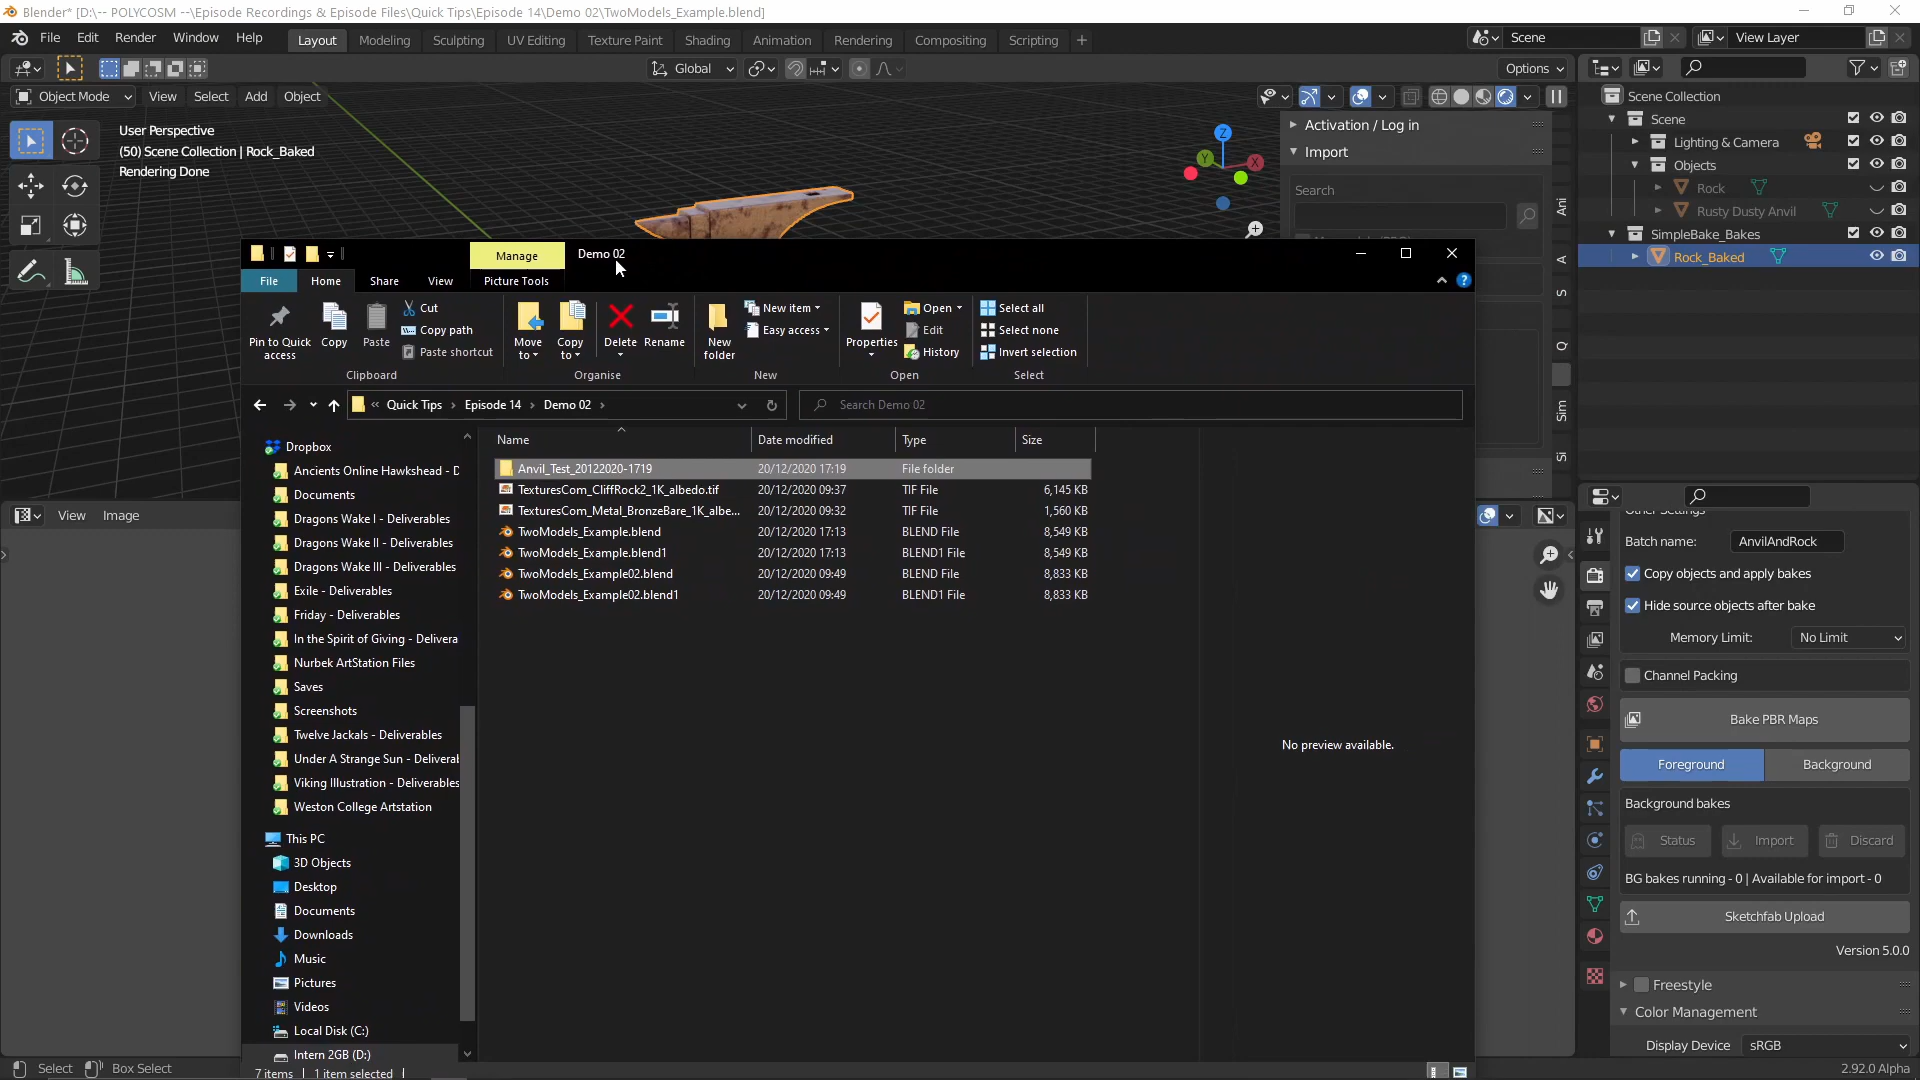 Blender* [D:\-- POLYCOSM --\Episode Recordings & Episode Files\Quick Tips\Episode 14\Demo 02\TwoModels_Example.blend]
File Edit Render Window Help Layout Modeling Sculpting UV Editing Texture Paint Shading Animation Rendering Compositing Scripting + Scene View Layer
Global Options
Object Mode View Select Add Object
Scene Collection
User Perspective
(50) Scene Collection | Rock_Baked
Rendering Done
Z
Y
X
Activation / Log in
Import
Search
Scene
Lighting & Camera
Objects
Rock
Rusty Dusty Anvil
SimpleBake_Bakes
Rock_Baked
Ani
A
S
Q
Sim
Si
Manage Demo 02
File Home Share View Picture Tools
Pin to Quick access
Copy
Paste
Cut
Copy path
Paste shortcut
Clipboard
Move to
Copy to
Delete
Rename
Organise
New folder
New item
Easy access
New
Properties
Open
Edit
History
Open
Select all
Select none
Invert selection
Select
« Quick Tips > Episode 14 > Demo 02 >
Search Demo 02
Name Date modified Type Size
Anvil_Test_20122020-1719 20/12/2020 17:19 File folder
TexturesCom_CliffRock2_1K_albedo.tif 20/12/2020 09:37 TIF File 6,145 KB
TexturesCom_Metal_BronzeBare_1K_albe... 20/12/2020 09:32 TIF File 1,560 KB
TwoModels_Example.blend 20/12/2020 17:13 BLEND File 8,549 KB
TwoModels_Example.blend1 20/12/2020 17:13 BLEND1 File 8,549 KB
TwoModels_Example02.blend 20/12/2020 09:49 BLEND File 8,833 KB
TwoModels_Example02.blend1 20/12/2020 09:49 BLEND1 File 8,833 KB
No preview available.
Dropbox
Ancients Online Hawkshead - D
Documents
Dragons Wake I - Deliverables
Dragons Wake II - Deliverables
Dragons Wake III - Deliverables
Exile - Deliverables
Friday - Deliverables
In the Spirit of Giving - Delivera
Nurbek ArtStation Files
Saves
Screenshots
Twelve Jackals - Deliverables
Under A Strange Sun - Deliverab
Viking Illustration - Deliverables
Weston College Artstation
This PC
3D Objects
Desktop
Documents
Downloads
Music
Pictures
Videos
Local Disk (C:)
Intern 2GB (D:)
7 items | 1 item selected |
View Image
Batch name: AnvilAndRock
Copy objects and apply bakes
Hide source objects after bake
Memory Limit: No Limit
Channel Packing
Bake PBR Maps
Foreground Background
Background bakes
Status Import Discard
BG bakes running - 0 | Available for import - 0
Sketchfab Upload
Version 5.0.0
Freestyle
Color Management
Display Device sRGB
Select Box Select
2.92.0 Alpha